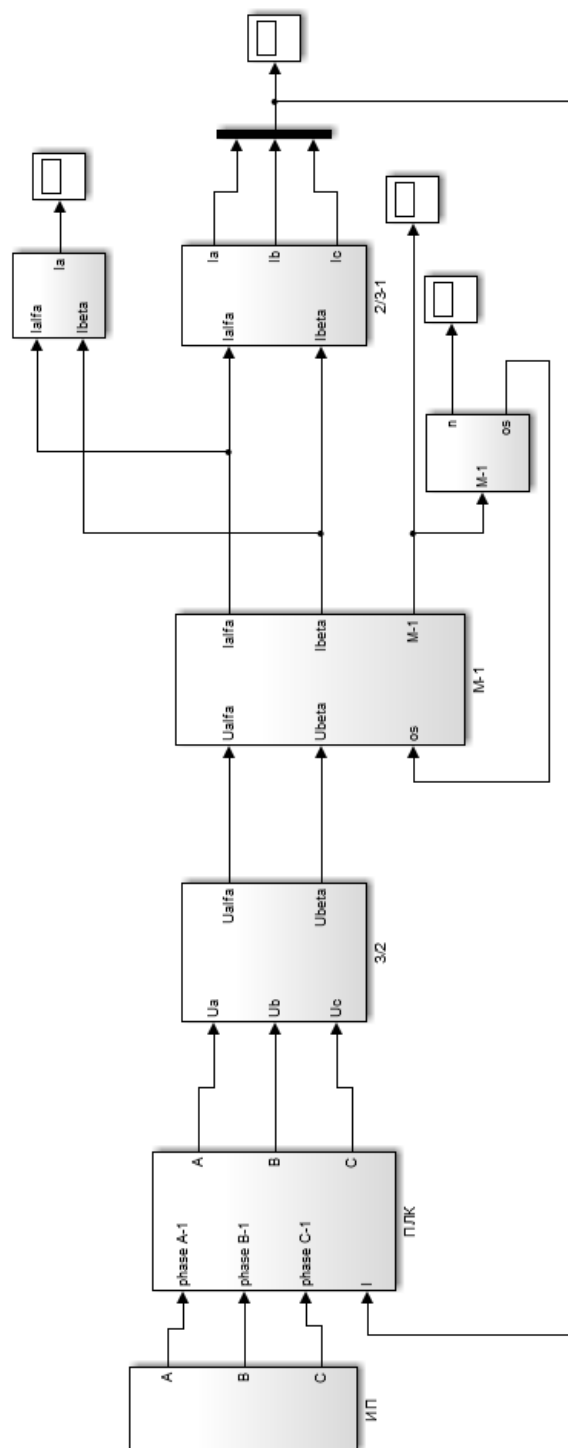 A
B
C
ИП
phase A-1
phase B-1
phase C-1
I
A
B
C
ПЛК
Ua
Ub
Uc
Ualfa
Ubeta
3/2
Ualfa
Ubeta
os
Ialfa
Ibeta
M-1
M-1
Ialfa
Ibeta
Ia
Ialfa
Ibeta
Ia
Ib
Ic
2/3-1
M-1
n
os